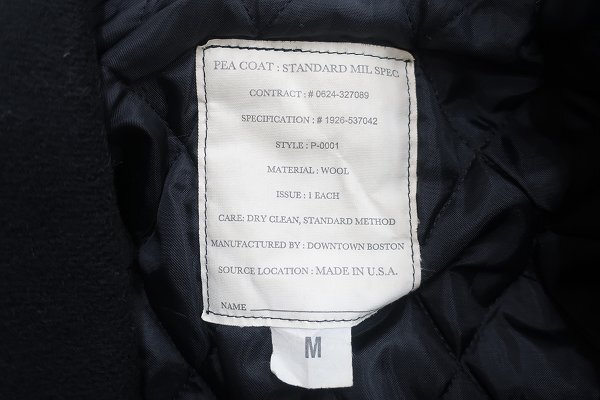 PEA COAT : STANDARD MIL SPEC
CONTRACT : # 0624-327089
SPECIFICATION : # 1926-537042
STYLE : P-0001
MATERIAL : WOOL
ISSUE : 1 EACH
CARE: DRY CLEAN, STANDARD METHOD
MANUFACTURED BY : DOWNTOWN BOSTON
SOURCE LOCATION : MADE IN U.S.A.
NAME
M